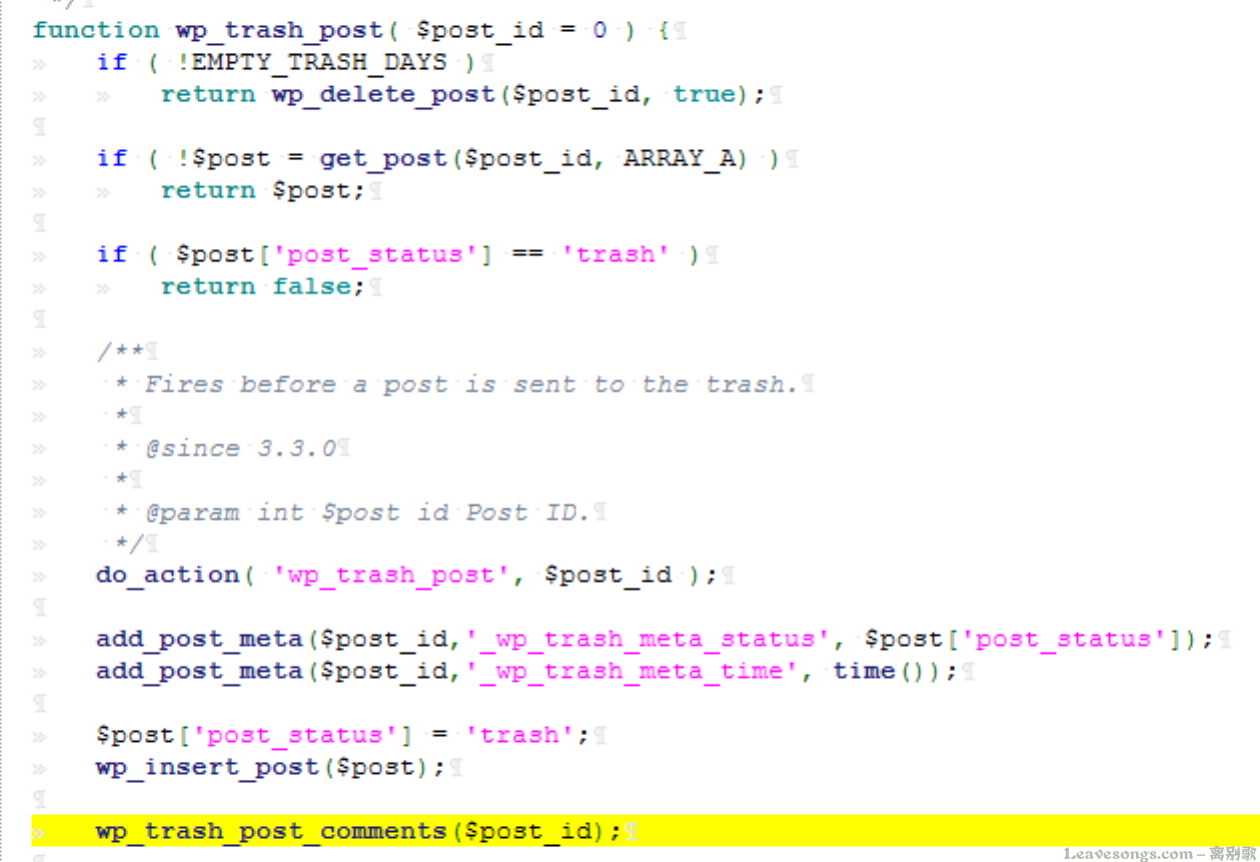 */
function wp_trash_post( $post_id = 0 ) {
if ( !EMPTY_TRASH_DAYS )
return wp_delete_post($post_id, true);
if ( !$post = get_post($post_id, ARRAY_A) )
return $post;
if ( $post['post_status'] == 'trash' )
return false;
/**
* Fires before a post is sent to the trash.
*
* @since 3.3.0
*
* @param int $post_id Post ID.
*/
do_action( 'wp_trash_post', $post_id );
add_post_meta($post_id,'_wp_trash_meta_status', $post['post_status']);
add_post_meta($post_id,'_wp_trash_meta_time', time());
$post['post_status'] = 'trash';
wp_insert_post($post);
wp_trash_post_comments($post_id);
Leavesongs.com – 离别歌